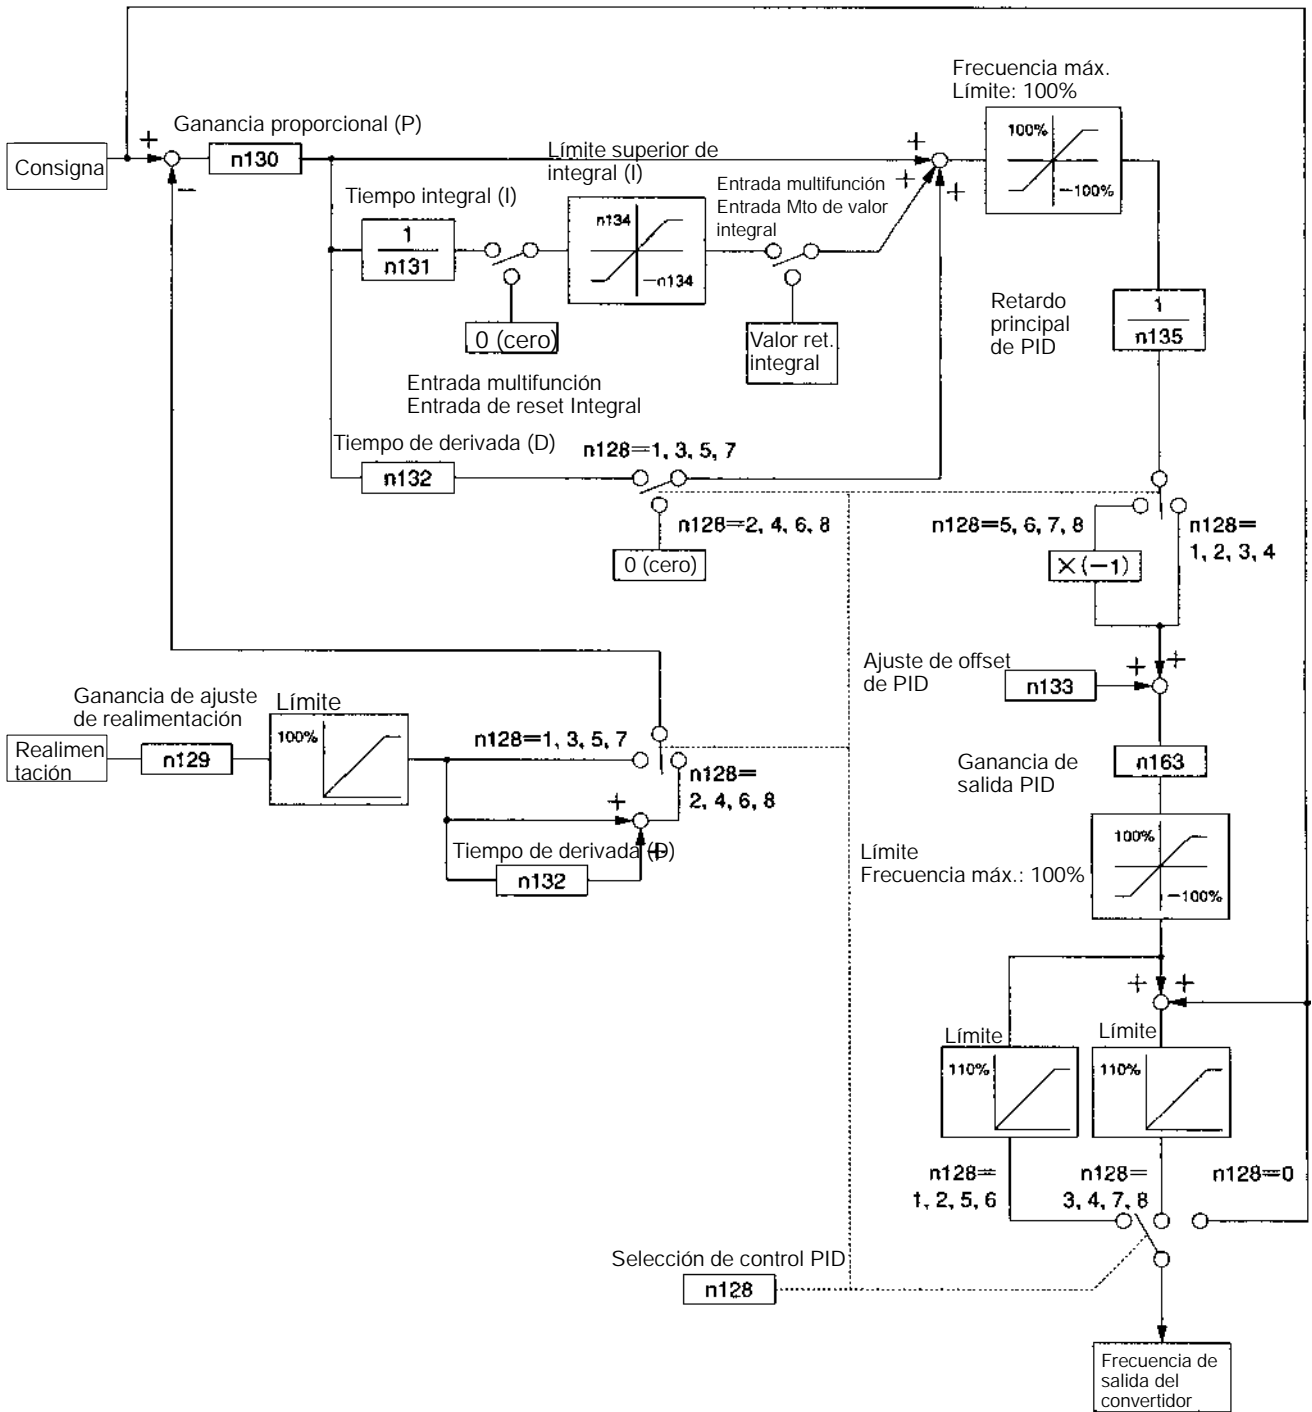 Frecuencia máx.
Límite: 100%
100%
−100%
Ganancia proporcional (P)
+
Consigna
n130
−
Límite superior de
integral (I)
+
+
+
Tiempo integral (I)
1
n131
n134
−n134
Entrada multifunción
Entrada Mto de valor
integral
0 (cero)
Valor ret.
integral
Retardo
principal
de PID
1
n135
Entrada multifunción
Entrada de reset Integral
Tiempo de derivada (D)
n132
n128=1, 3, 5, 7
n128=2, 4, 6, 8
0 (cero)
n128=5, 6, 7, 8
n128=
1, 2, 3, 4
×(−1)
Ajuste de offset
de PID
n133
+
+
Ganancia de ajuste
de realimentación
Límite
100%
Realimen
tación
n129
n128=1, 3, 5, 7
n128=
2, 4, 6, 8
+
Tiempo de derivada (D)
+
n132
Ganancia de
salida PID
n163
Límite
Frecuencia máx.: 100%
100%
−100%
+
+
Límite
110%
Límite
110%
n128=
1, 2, 5, 6
n128=
3, 4, 7, 8
n128=0
Selección de control PID
n128
Frecuencia de
salida del
convertidor